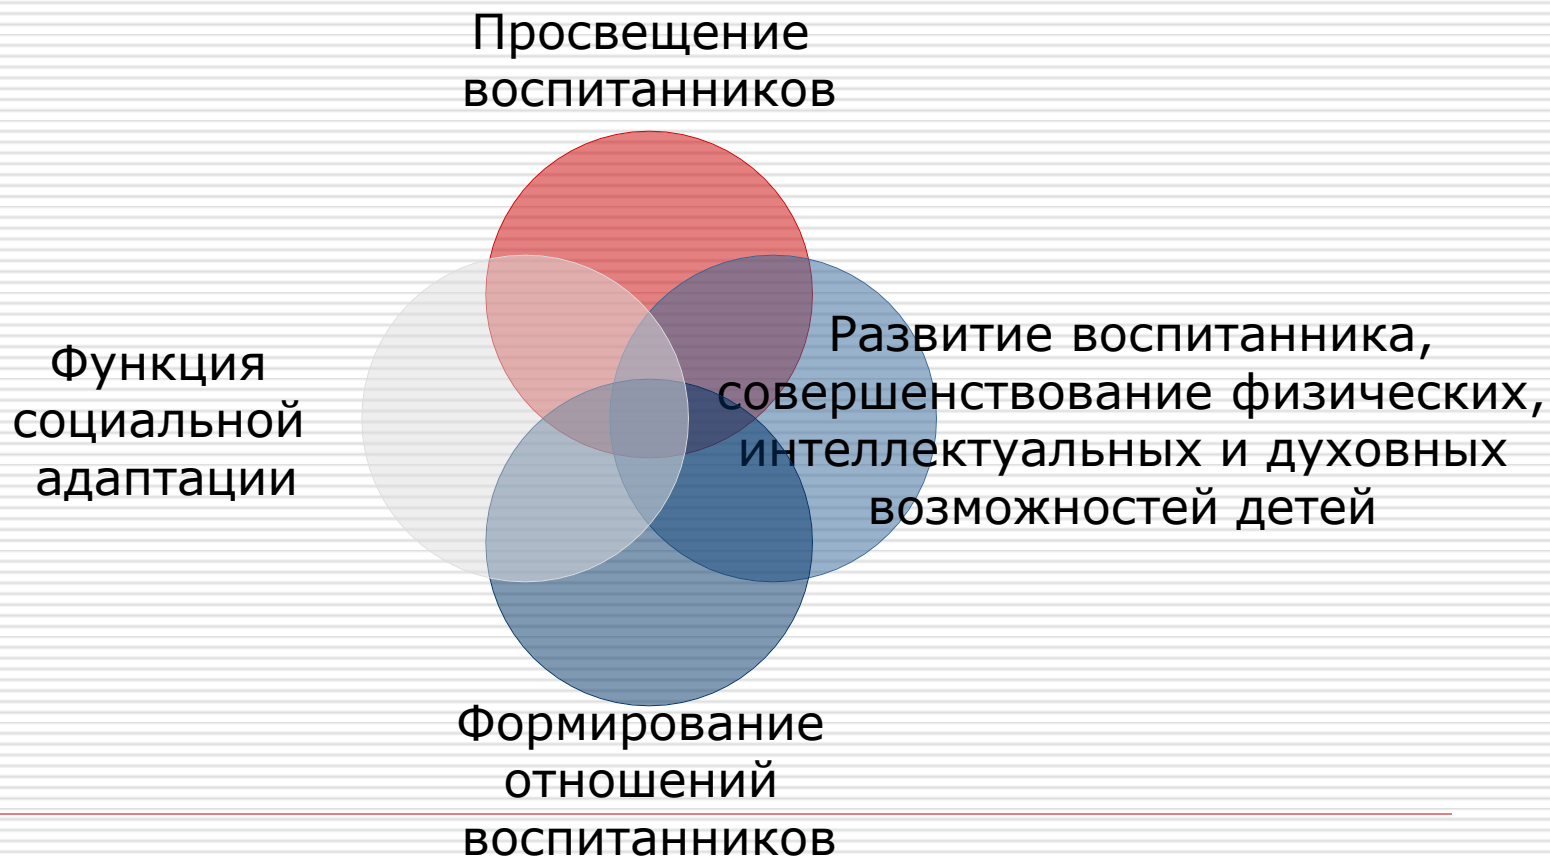 Просвещение
воспитанников
Развитие воспитанника,
совершенствование физических,
интеллектуальных и духовных
возможностей детей
Формирование
отношений
воспитанников
Функция
социальной
адаптации